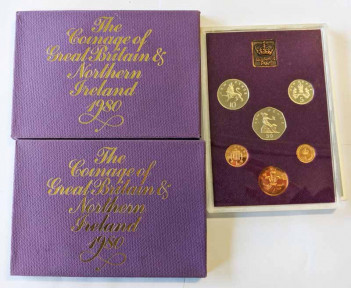 The
Coinage of
Great Britain &
Northern
Ireland
1980
The
Coinage of
Great Britain &
Northern
Ireland
1980